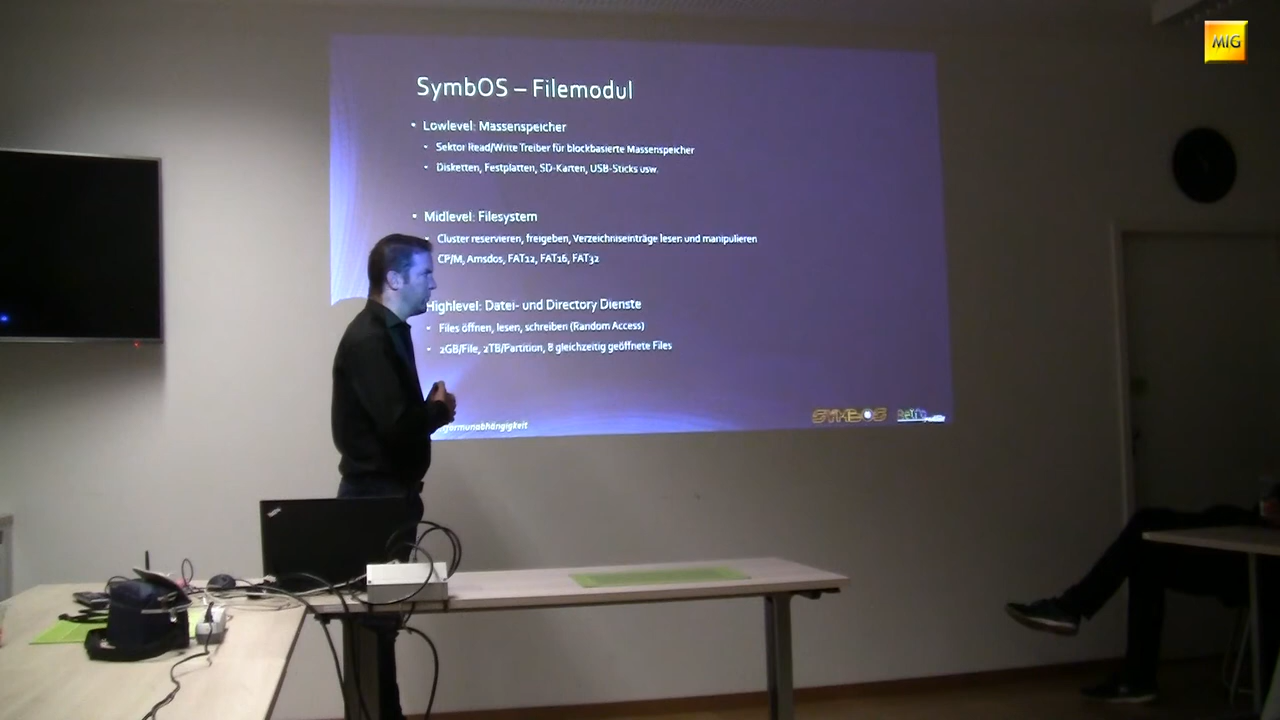 MIG
SymbOS – Filemodul
Lowlevel: Massenspeicher
Sektor Read/Write Treiber für blockbasierte Massenspeicher
Disketten, Festplatten, SD-Karten, USB-Sticks usw.
Midlevel: Filesystem
Cluster reservieren, freigeben, Verzeichniseinträge lesen und manipulieren
CP/M, Amsdos, FAT12, FAT16, FAT32
Highlevel: Datei- und Directory Dienste
Files öffnen, lesen, schreiben (Random Access)
2GB/File, 2TB/Partition, 8 gleichzeitig geöffnete Files
SYMBOS